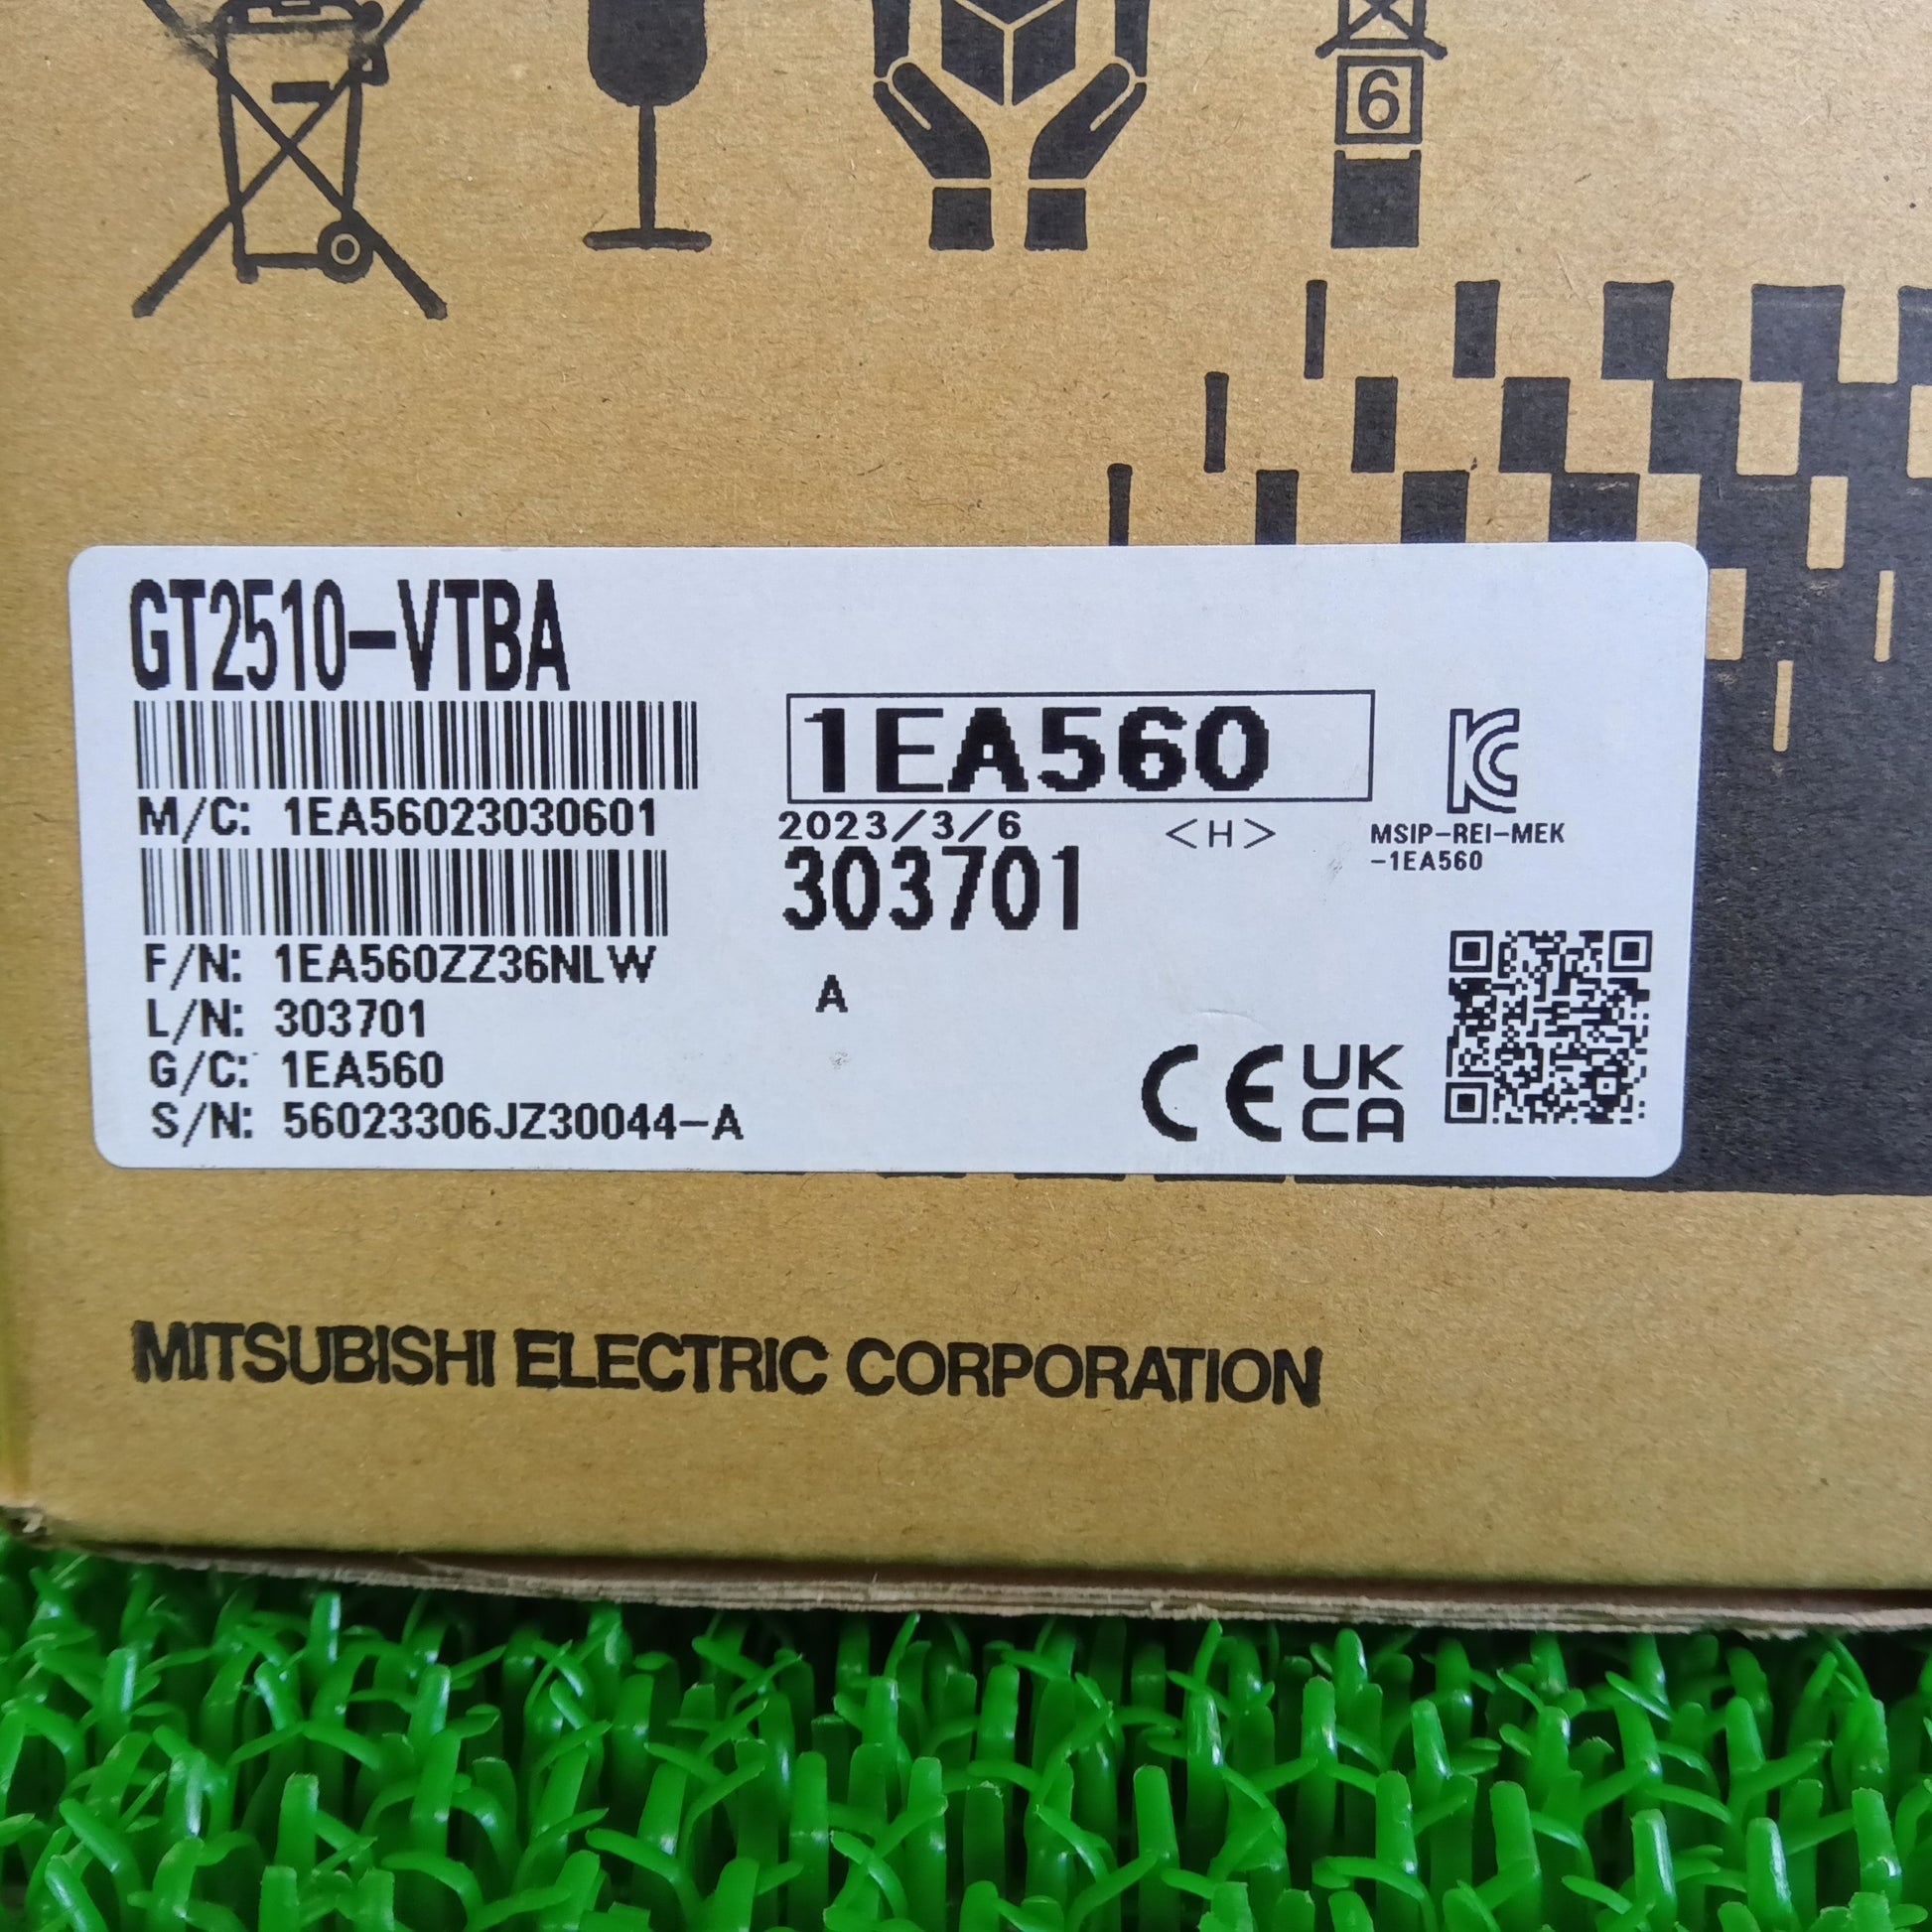 6
GT2510-VTBA
1EA560
M/C: 1EA56023030601
2023/3/6 <H>
MSIP-REI-MEK
-1EA560
303701
F/N: 1EA560ZZ36NLW
A
L/N: 303701
G/C: 1EA560
S/N: 56023306JZ30044-A
CE UK
CA
MITSUBISHI ELECTRIC CORPORATION